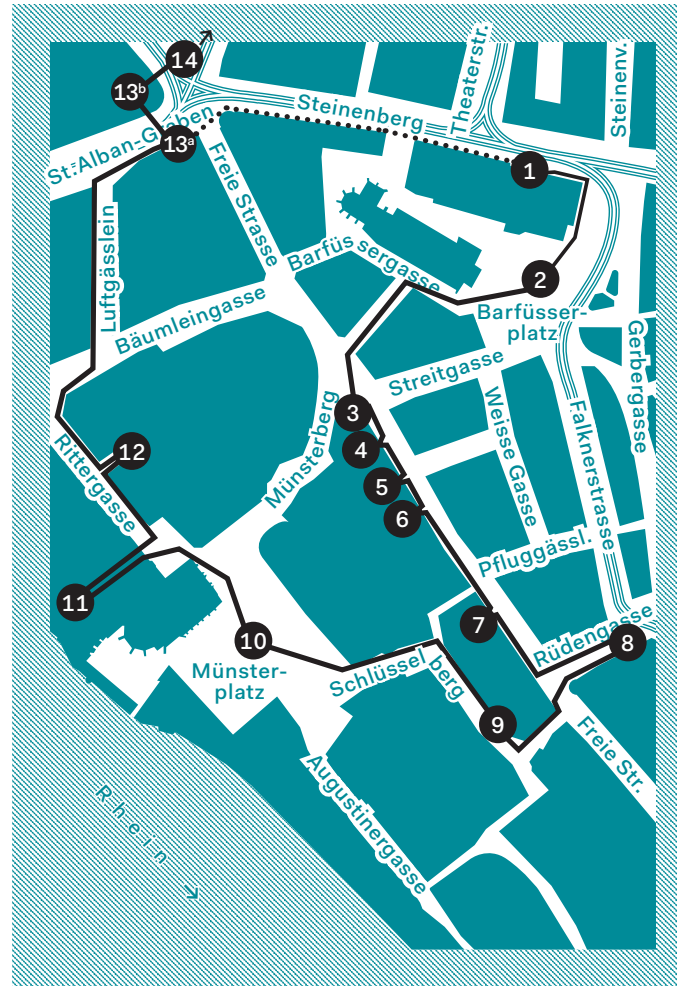 14
13b
13a
St. Alban-Graben
Steinenberg
Theaterstr.
Steinenv.
1
2
Freie Strasse
Barfüssergasse
Barfüsser-
platz
Luftgässlein
Bäumleingasse
Streitgasse
Gerbergasse
Münsterberg
Weisse Gasse
Falknerstrasse
3
4
5
6
12
Rittergasse
Pfluggässl.
11
10
7
8
Rüdengasse
Münster-
platz
Schlüsselberg
9
Freie Str.
Augustinergasse
Rhein